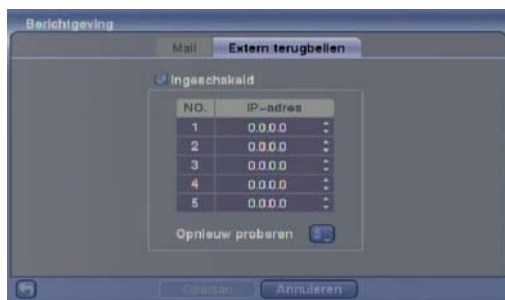 Berichtgeving
Mail Extern terugbellen
Ingeschakeld
NO. IP-adres
1 0.0.0.0
2 0.0.0.0
3 0.0.0.0
4 0.0.0.0
5 0.0.0.0
Opnieuw proberen
Opslaan Annuleren